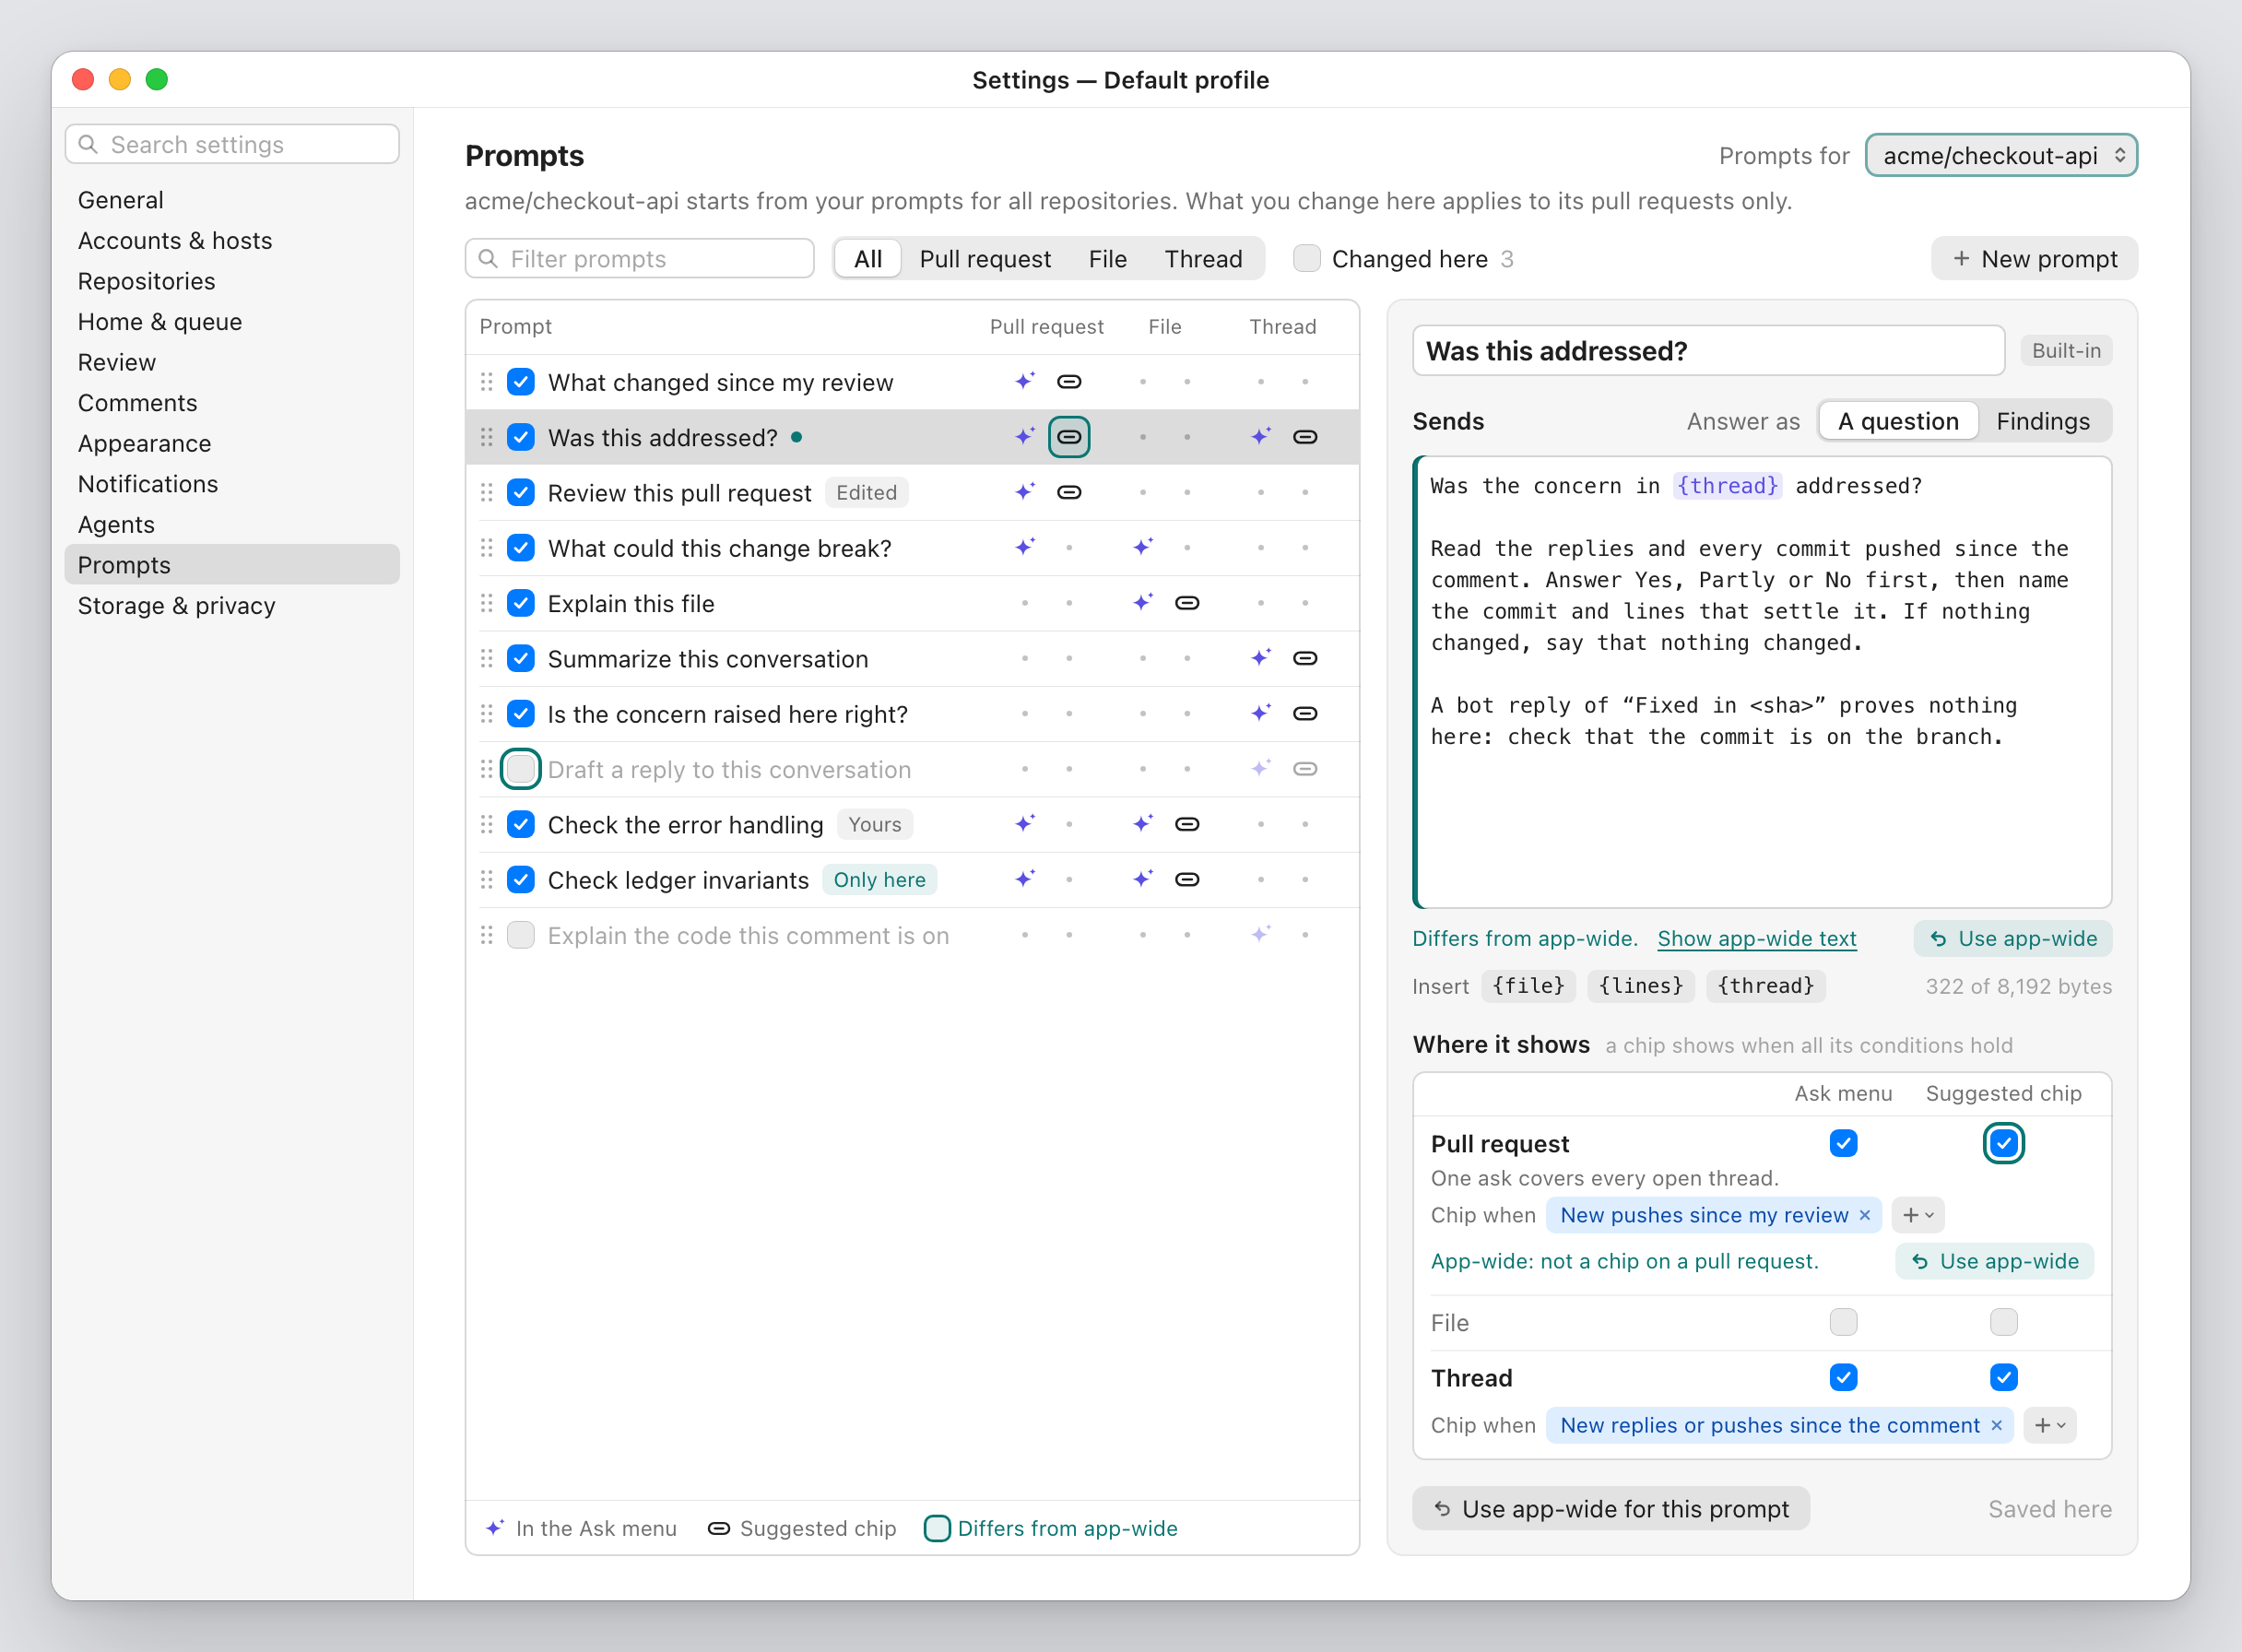 Settings — Default profile
Search settings
General
Accounts & hosts
Repositories
Home & queue
Review
Comments
Appearance
Notifications
Agents
Prompts
Storage & privacy
Prompts
Prompts for acme/checkout-api
acme/checkout-api starts from your prompts for all repositories. What you change here applies to its pull requests only.
Filter prompts
All Pull request File Thread
Changed here 3
+ New prompt
Prompt Pull request File Thread
What changed since my review
Was this addressed?
Review this pull request Edited
What could this change break?
Explain this file
Summarize this conversation
Is the concern raised here right?
Draft a reply to this conversation
Check the error handling Yours
Check ledger invariants Only here
Explain the code this comment is on
In the Ask menu Suggested chip Differs from app-wide
Was this addressed? Built-in
Sends Answer as A question Findings
Was the concern in {thread} addressed?
Read the replies and every commit pushed since the
comment. Answer Yes, Partly or No first, then name
the commit and lines that settle it. If nothing
changed, say that nothing changed.
A bot reply of “Fixed in <sha>” proves nothing
here: check that the commit is on the branch.
Differs from app-wide. Show app-wide text Use app-wide
Insert {file} {lines} {thread} 322 of 8,192 bytes
Where it shows a chip shows when all its conditions hold
Ask menu Suggested chip
Pull request
One ask covers every open thread.
Chip when New pushes since my review ×
App-wide: not a chip on a pull request. Use app-wide
File
Thread
Chip when New replies or pushes since the comment ×
Use app-wide for this prompt Saved here